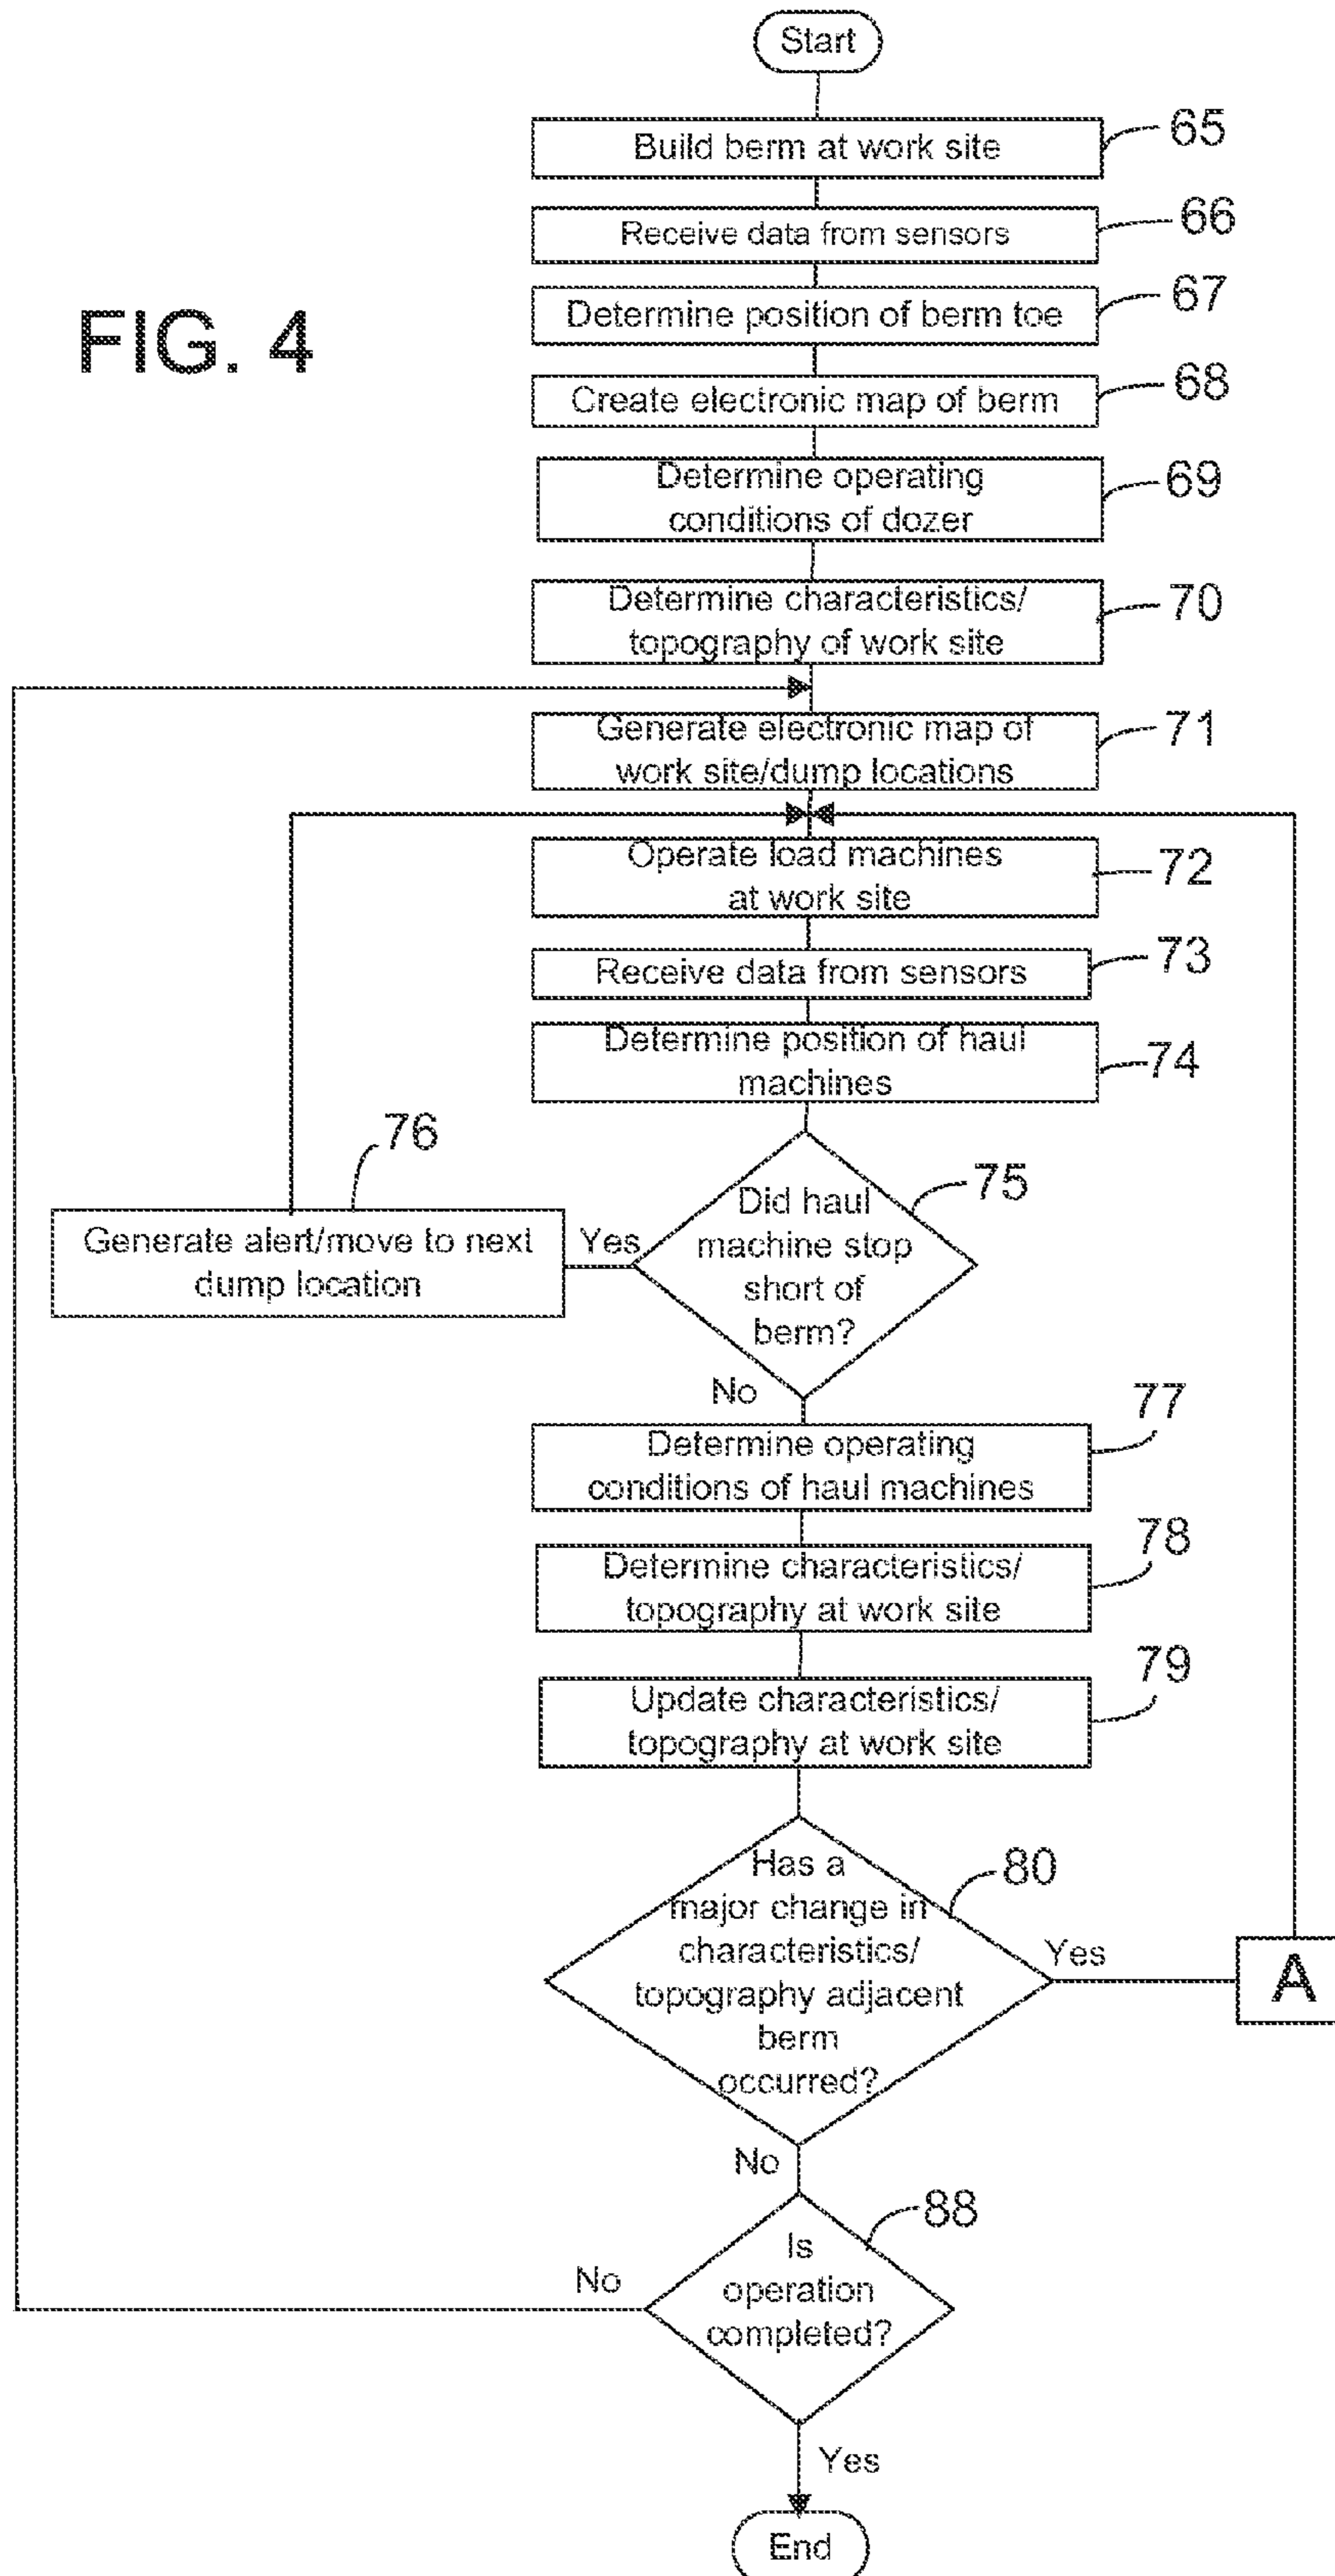 Start
Build berm at work site
65
Receive data from sensors
66
FIG. 4
Determine position of berm toe
67
Create electronic map of berm
68
Determine operating
conditions of dozer
69
Determine characteristics/
topography of work site
70
Generate electronic map of
work site/dump locations
71
Operate load machines
at work site
72
Receive data from sensors
73
Determine position of haul
machines
74
76
Generate alert/move to next
dump location
Yes
Did haul
machine stop
short of
berm?
75
No
Determine operating
conditions of haul machines
77
Determine characteristics/
topography at work site
78
Update characteristics/
topography at work site
79
Has a
major change in
characteristics/
topography adjacent
berm
occurred?
80
Yes
A
No
Is
operation
completed?
88
No
Yes
End